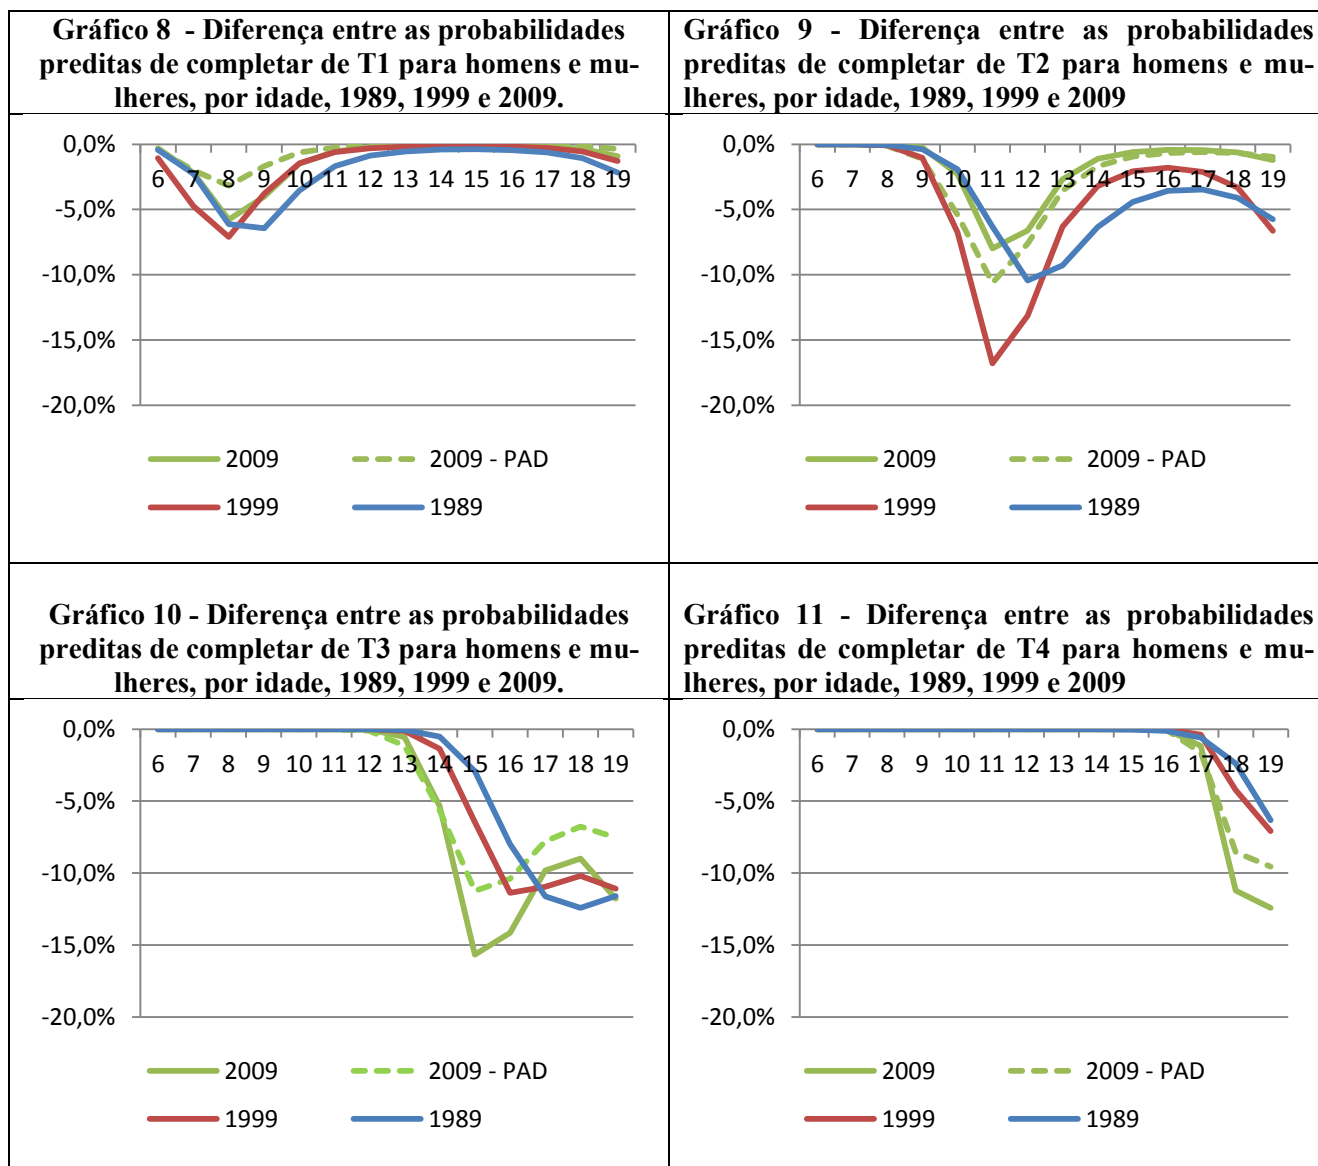 Gráfico 8 - Diferença entre as probabilidades
preditas de completar de T1 para homens e mu-
lheres, por idade, 1989, 1999 e 2009.
0,0%
-5,0%
-10,0%
-15,0%
-20,0%
6 7 8 9 10 11 12 13 14 15 16 17 18 19
2009
2009 - PAD
1999
1989
Gráfico 9 - Diferença entre as probabilidades
preditas de completar de T2 para homens e mu-
lheres, por idade, 1989, 1999 e 2009
0,0%
-5,0%
-10,0%
-15,0%
-20,0%
6 7 8 9 10 11 12 13 14 15 16 17 18 19
2009
2009 - PAD
1999
1989
Gráfico 10 - Diferença entre as probabilidades
preditas de completar de T3 para homens e mu-
lheres, por idade, 1989, 1999 e 2009.
0,0%
-5,0%
-10,0%
-15,0%
-20,0%
6 7 8 9 10 11 12 13 14 15 16 17 18 19
2009
2009 - PAD
1999
1989
Gráfico 11 - Diferença entre as probabilidades
preditas de completar de T4 para homens e mu-
lheres, por idade, 1989, 1999 e 2009
0,0%
-5,0%
-10,0%
-15,0%
-20,0%
6 7 8 9 10 11 12 13 14 15 16 17 18 19
2009
2009 - PAD
1999
1989